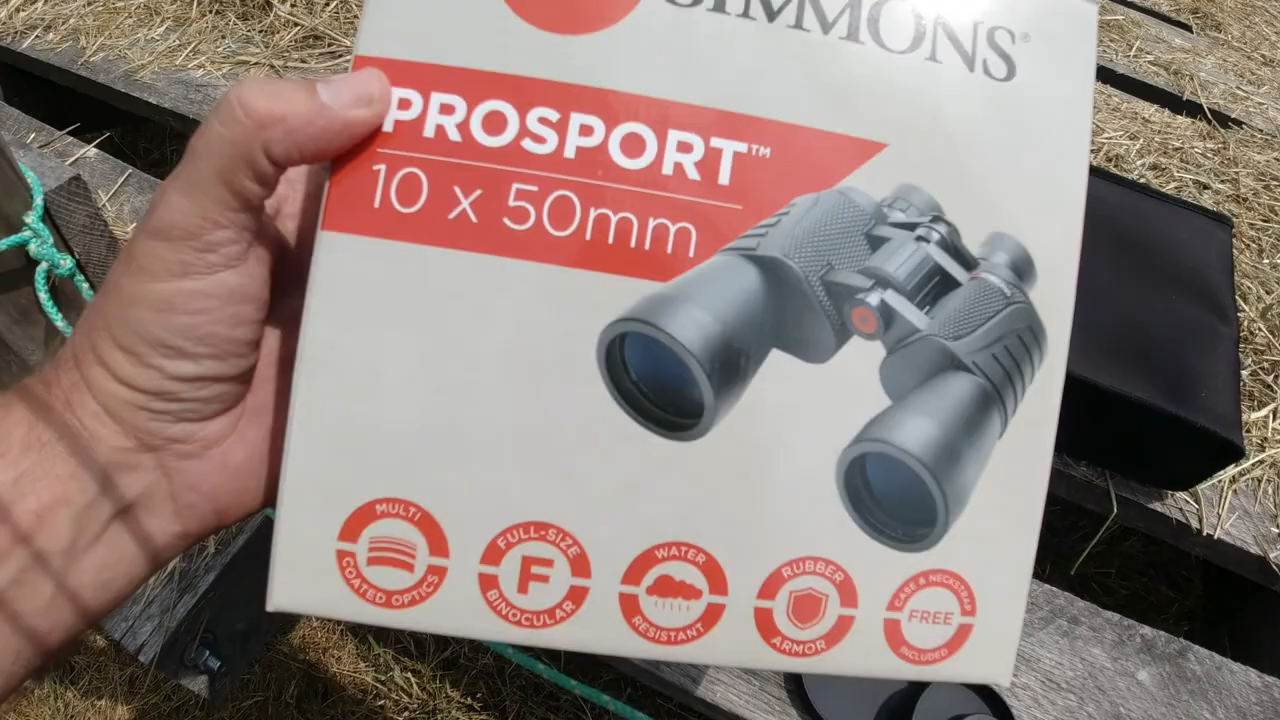 SIMMONS®
PROSPORT™
10 x 50mm
MULTI
COATED OPTICS
FULL-SIZE
F
BINOCULAR
WATER
RESISTANT
RUBBER
ARMOR
CASE & NECKSTRAP
FREE
INCLUDED